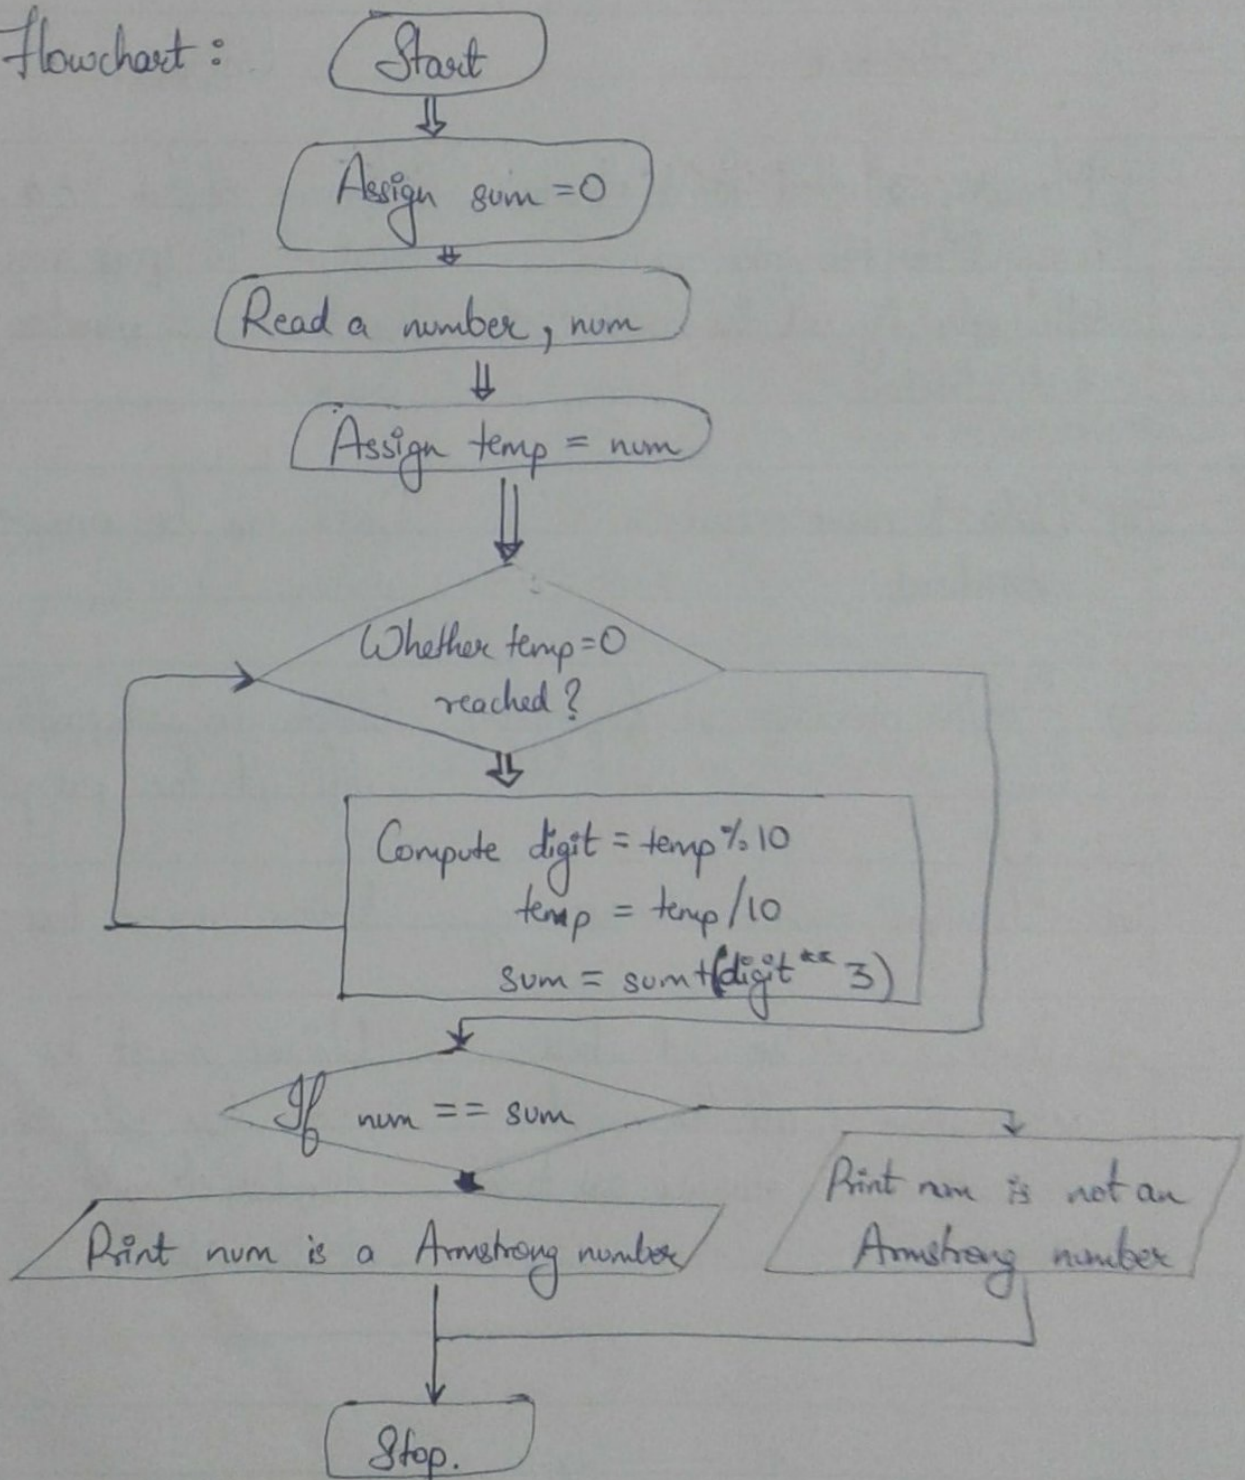 Flowchart :
Start
Assign sum = 0
Read a number, num
Assign temp = num
Whether temp=0
reached?
Compute digit = temp % 10
temp = temp/10
sum = sum+(digit ** 3)
If num == sum
Print num is not an
Armstrong number
Print num is a Armstrong number
Stop.